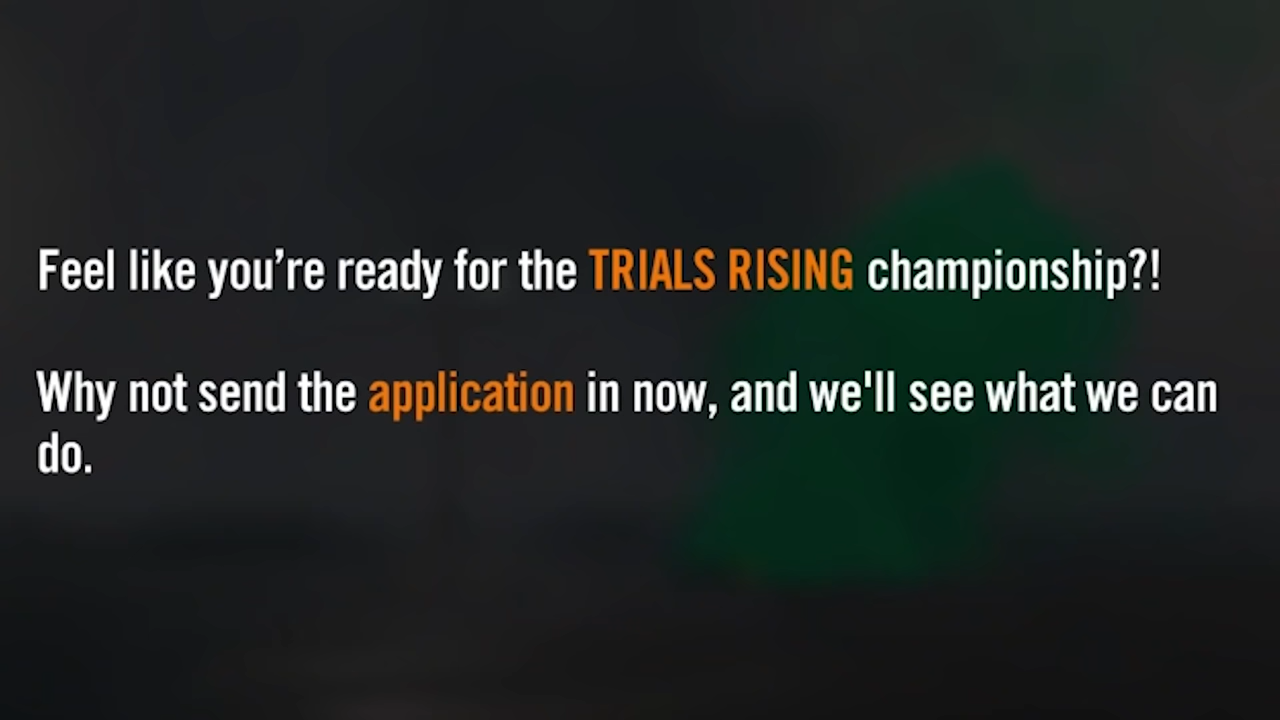 Feel like you’re ready for the TRIALS RISING championship?!
Why not send the application in now, and we'll see what we can
do.